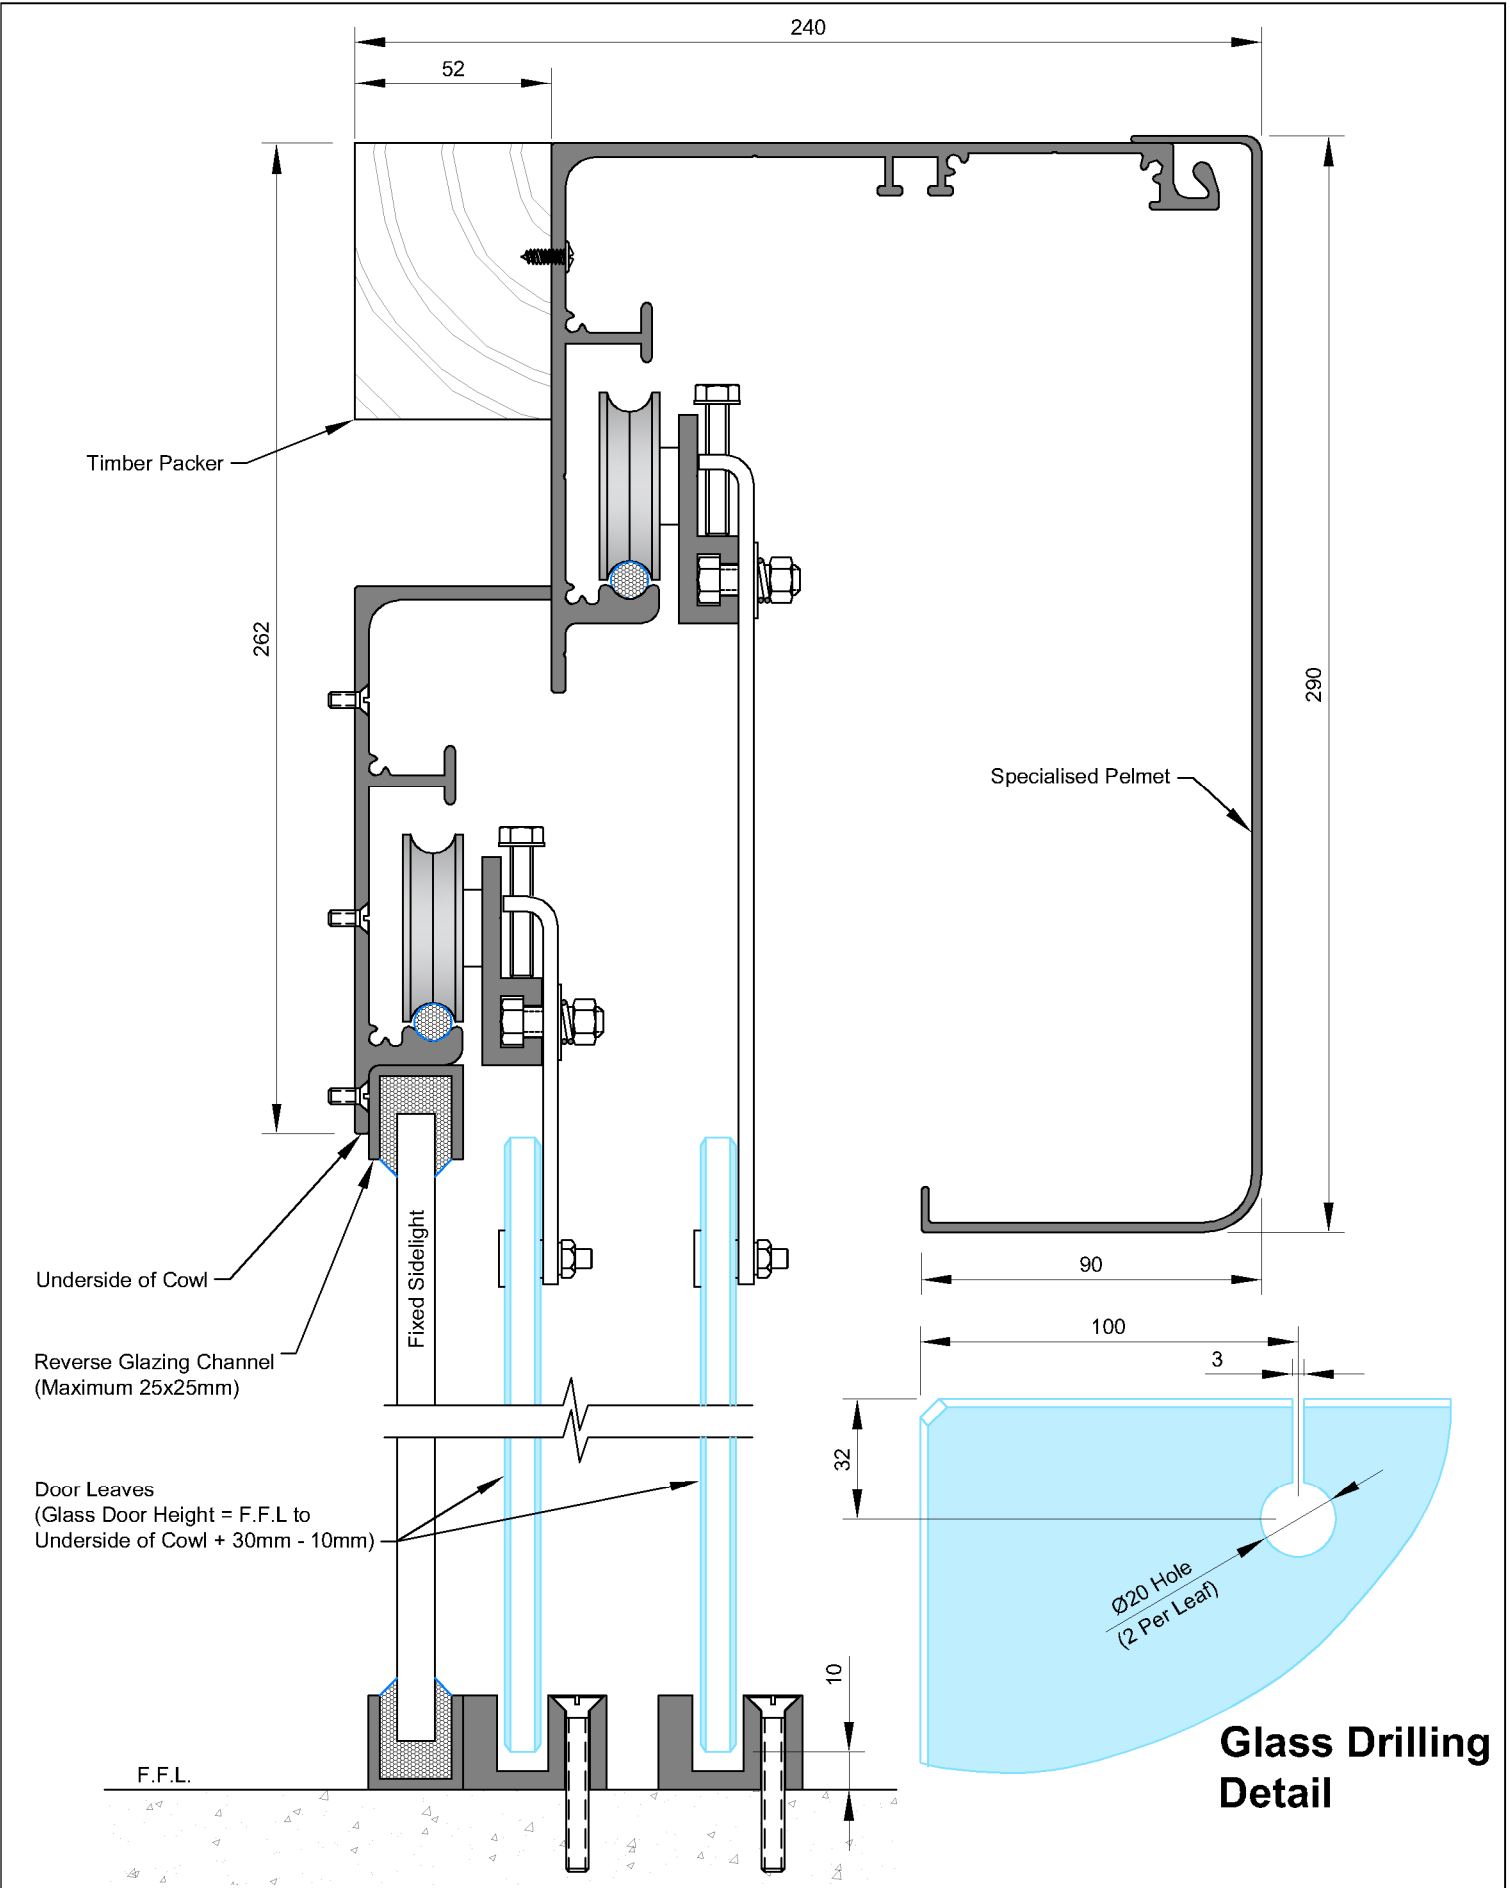 240
52
Timber Packer
262
290
Specialised Pelmet
Fixed Sidelight
Underside of Cowl
90
Reverse Glazing Channel
(Maximum 25x25mm)
100
3
32
Door Leaves
(Glass Door Height = F.F.L to
Underside of Cowl + 30mm - 10mm)
Ø20 Hole
(2 Per Leaf)
10
Glass Drilling
Detail
F.F.L.